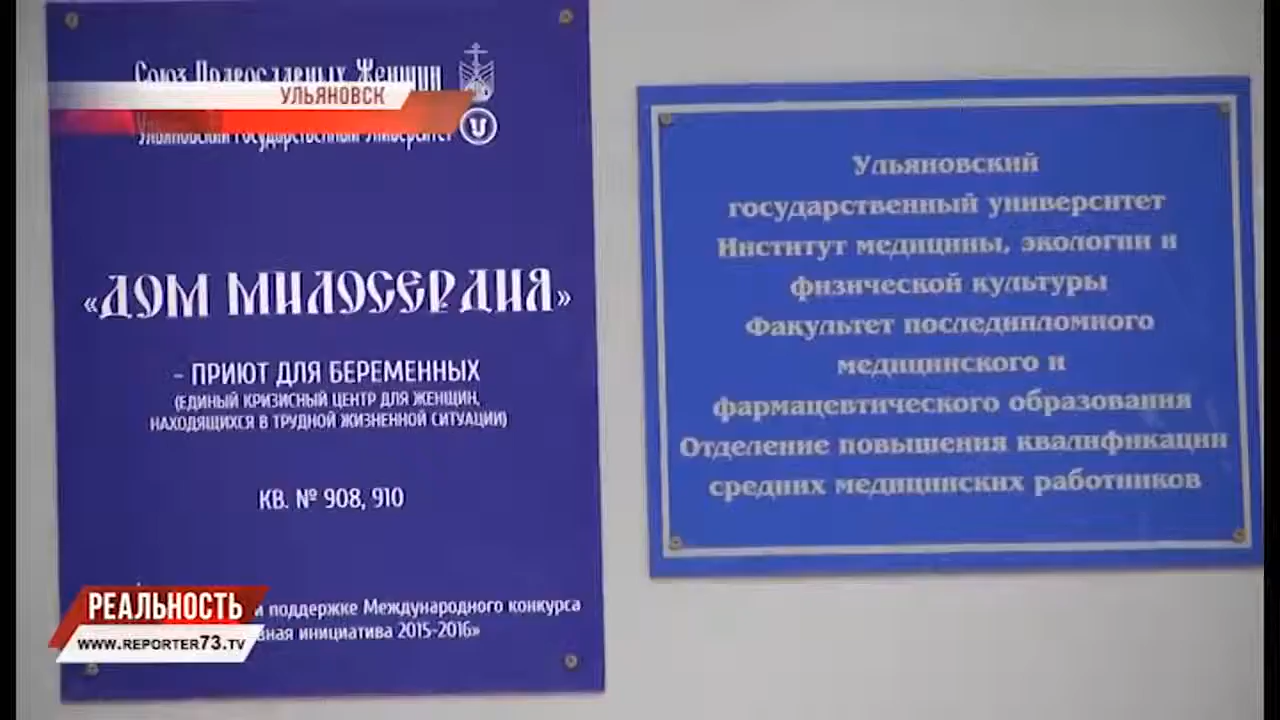 Союз Православных Женщин
УЛЬЯНОВСК
Ульяновский Государственный Университет
«ДОМ МИЛОСЕРДИЯ»
- ПРИЮТ ДЛЯ БЕРЕМЕННЫХ
(ЕДИНЫЙ КРИЗИСНЫЙ ЦЕНТР ДЛЯ ЖЕНЩИН,
НАХОДЯЩИХСЯ В ТРУДНОЙ ЖИЗНЕННОЙ СИТУАЦИИ)
КВ. № 908, 910
и поддержке Международного конкурса
вная инициатива 2015-2016»
Ульяновский
государственный университет
Институт медицины, экологии и
физической культуры
Факультет последипломного
медицинского и
фармацевтического образования
Отделение повышения квалификации
средних медицинских работников
РЕАЛЬНОСТЬ
WWW.REPORTER73.TV